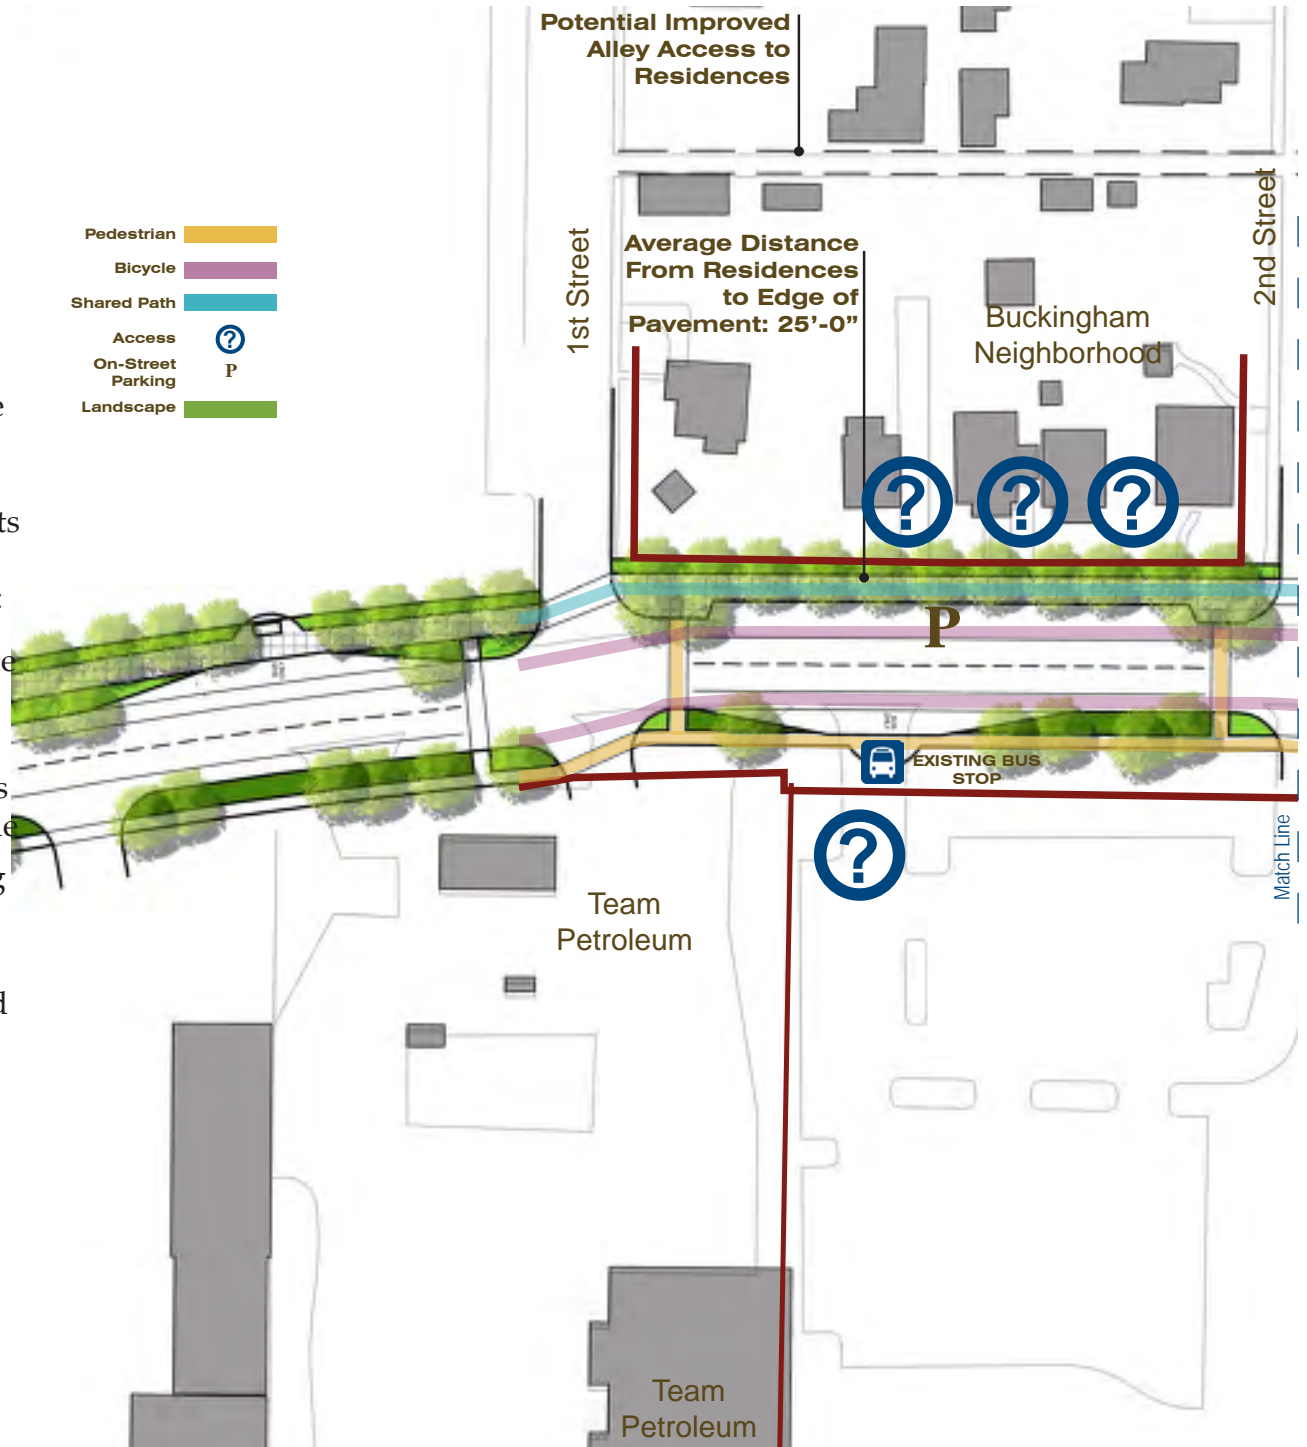 Potential Improved
Alley Access to
Residences
Pedestrian
Bicycle
Shared Path
Access
?
On-Street
Parking
P
Landscape
1st Street
2nd Street
Average Distance
From Residences
to Edge of
Pavement: 25’-0”
Buckingham
Neighborhood
?
?
?
P
EXISTING BUS
STOP
?
Match Line
Team
Petroleum
Team
Petroleum